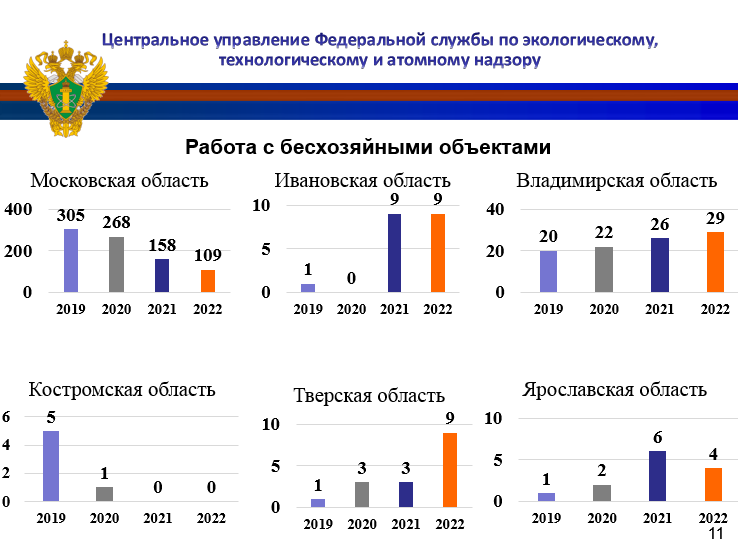 Центральное управление Федеральной службы по экологическому,
технологическому и атомному надзору
Работа с бесхозяйными объектами
Московская область
400
200
0
305
268
158
109
2019 2020 2021 2022
Ивановская область
10
5
0
1
0
9
9
2019 2020 2021 2022
Владимирская область
40
20
0
20
22
26
29
2019 2020 2021 2022
Костромская область
6
4
2
0
5
1
0
0
2019 2020 2021 2022
Тверская область
10
5
0
1
3
3
9
2019 2020 2021 2022
Ярославская область
10
5
0
1
2
6
4
2019 2020 2021 2022
11